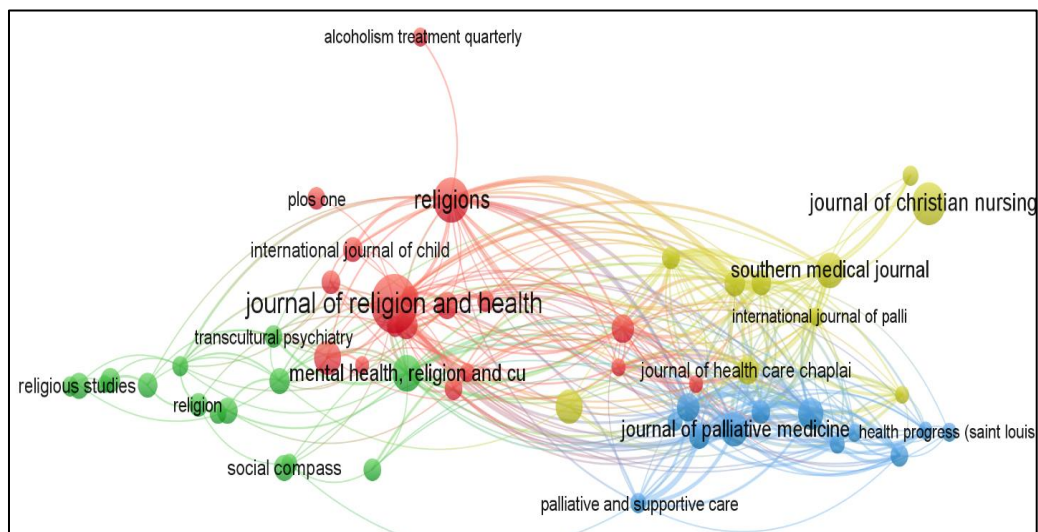 alcoholism treatment quarterly
plos one
religions
journal of christian nursing
international journal of child
southern medical journal
journal of religion and health
international journal of palli
transcultural psychiatry
mental health, religion and cu
journal of health care chaplai
religious studies
religion
journal of palliative medicine
health progress (saint louis
social compass
palliative and supportive care